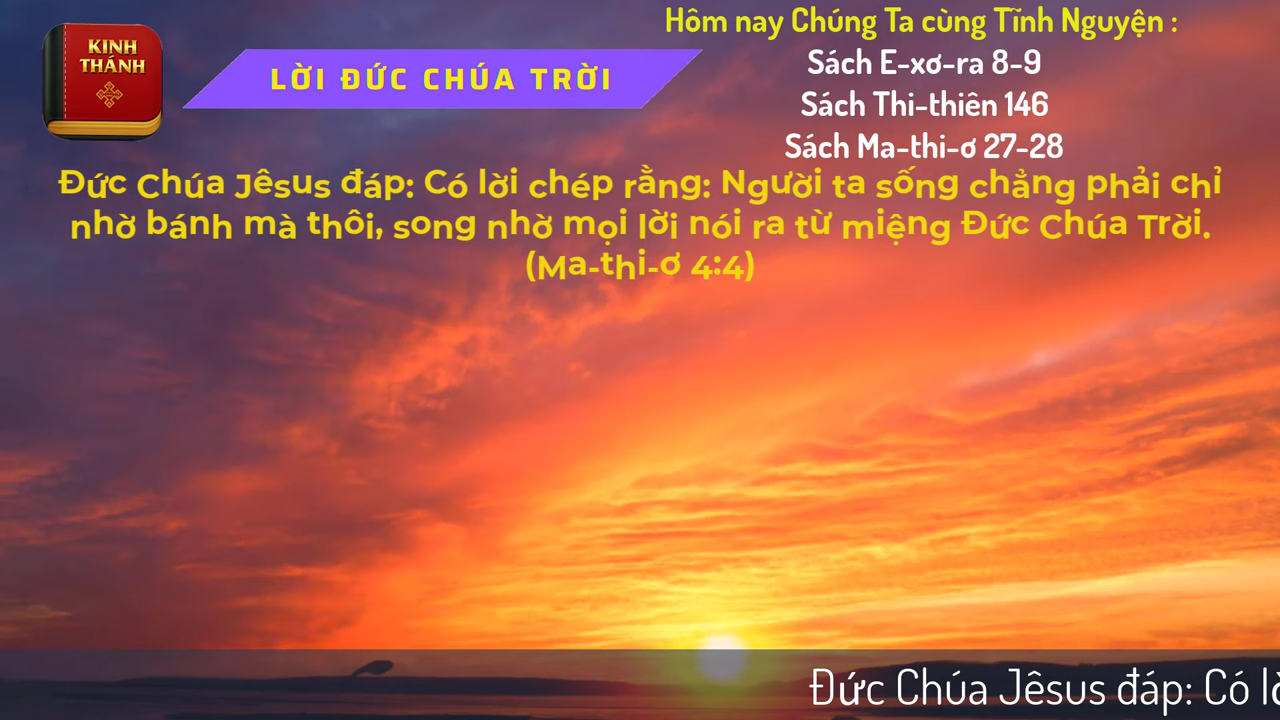 KINH
THÁNH
LỜI ĐỨC CHÚA TRỜI
Hôm nay Chúng Ta cùng Tĩnh Nguyện :
Sách E-xơ-ra 8-9
Sách Thi-thiên 146
Sách Ma-thi-ơ 27-28
Đức Chúa Jêsus đáp: Có lời chép rằng: Người ta sống chẳng phải chỉ
nhờ bánh mà thôi, song nhờ mọi lời nói ra từ miệng Đức Chúa Trời.
(Ma-thi-ơ 4:4)
Đức Chúa Jêsus đáp: Có